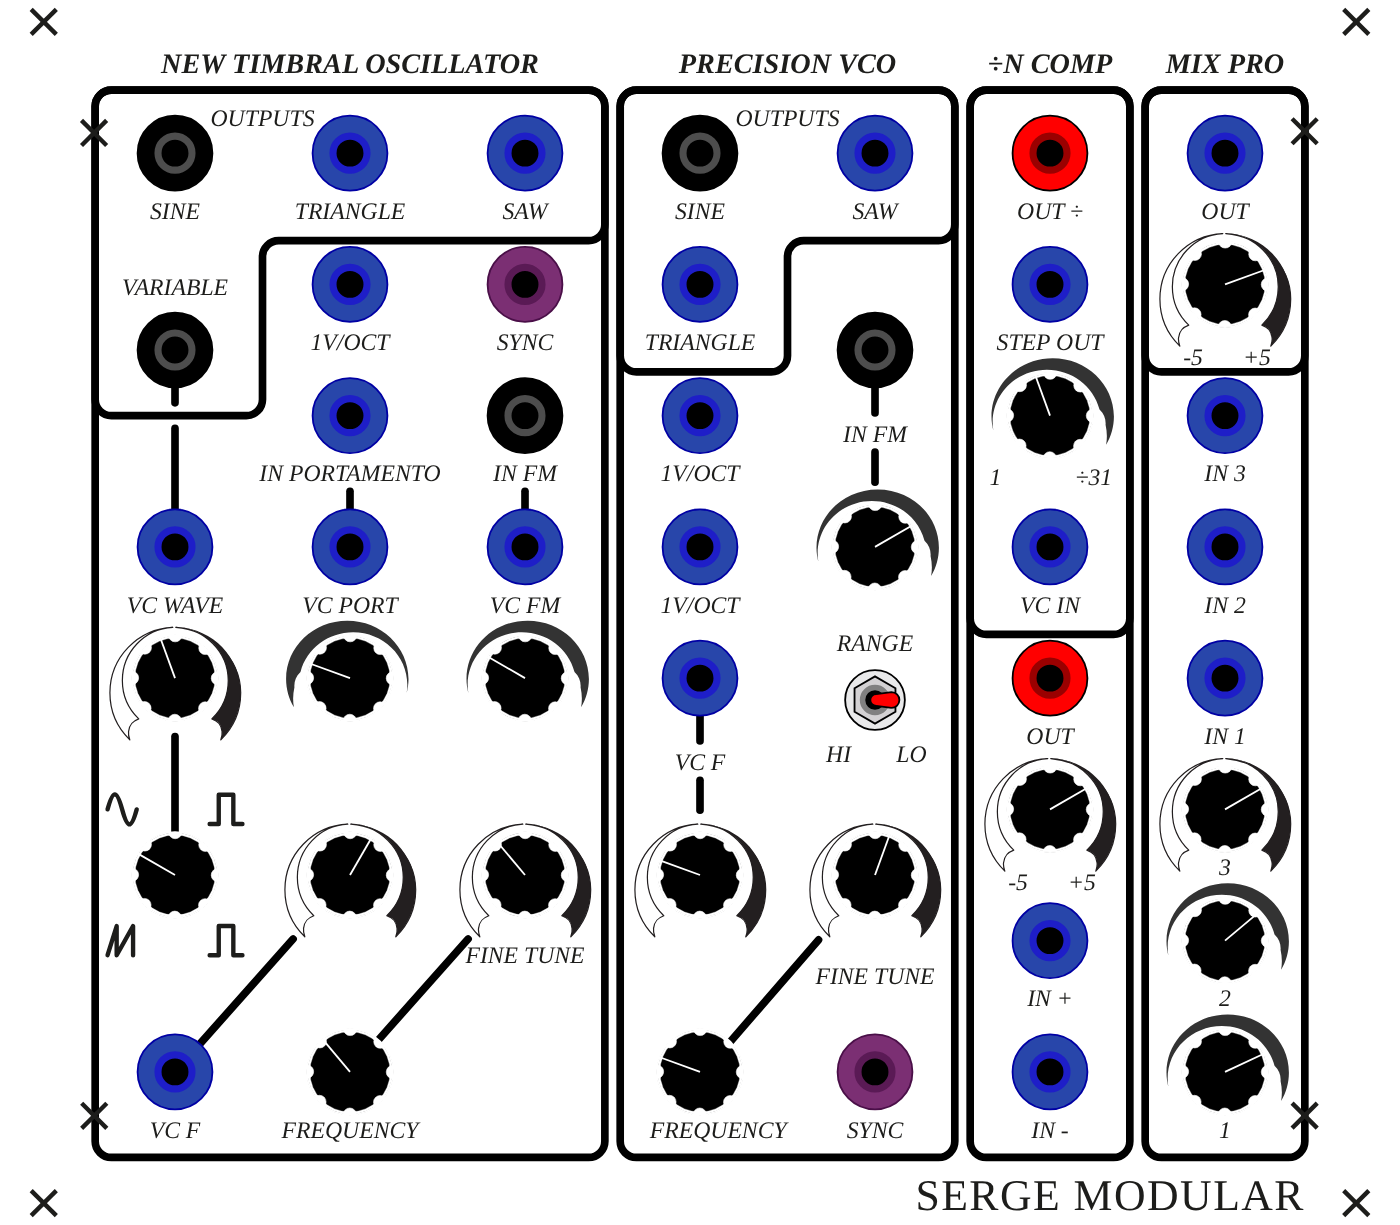 NEW TIMBRAL OSCILLATOR
OUTPUTS
SINE
TRIANGLE
SAW
VARIABLE
1V/OCT
SYNC
IN PORTAMENTO
IN FM
VC WAVE
VC PORT
VC FM
FINE TUNE
VC F
FREQUENCY
PRECISION VCO
OUTPUTS
SINE
SAW
TRIANGLE
IN FM
1V/OCT
1V/OCT
RANGE
HI LO
VC F
FINE TUNE
FREQUENCY
SYNC
÷N COMP
OUT ÷
STEP OUT
1 ÷31
VC IN
OUT
-5 +5
IN +
IN -
MIX PRO
OUT
-5 +5
IN 3
IN 2
IN 1
3
2
1
SERGE MODULAR